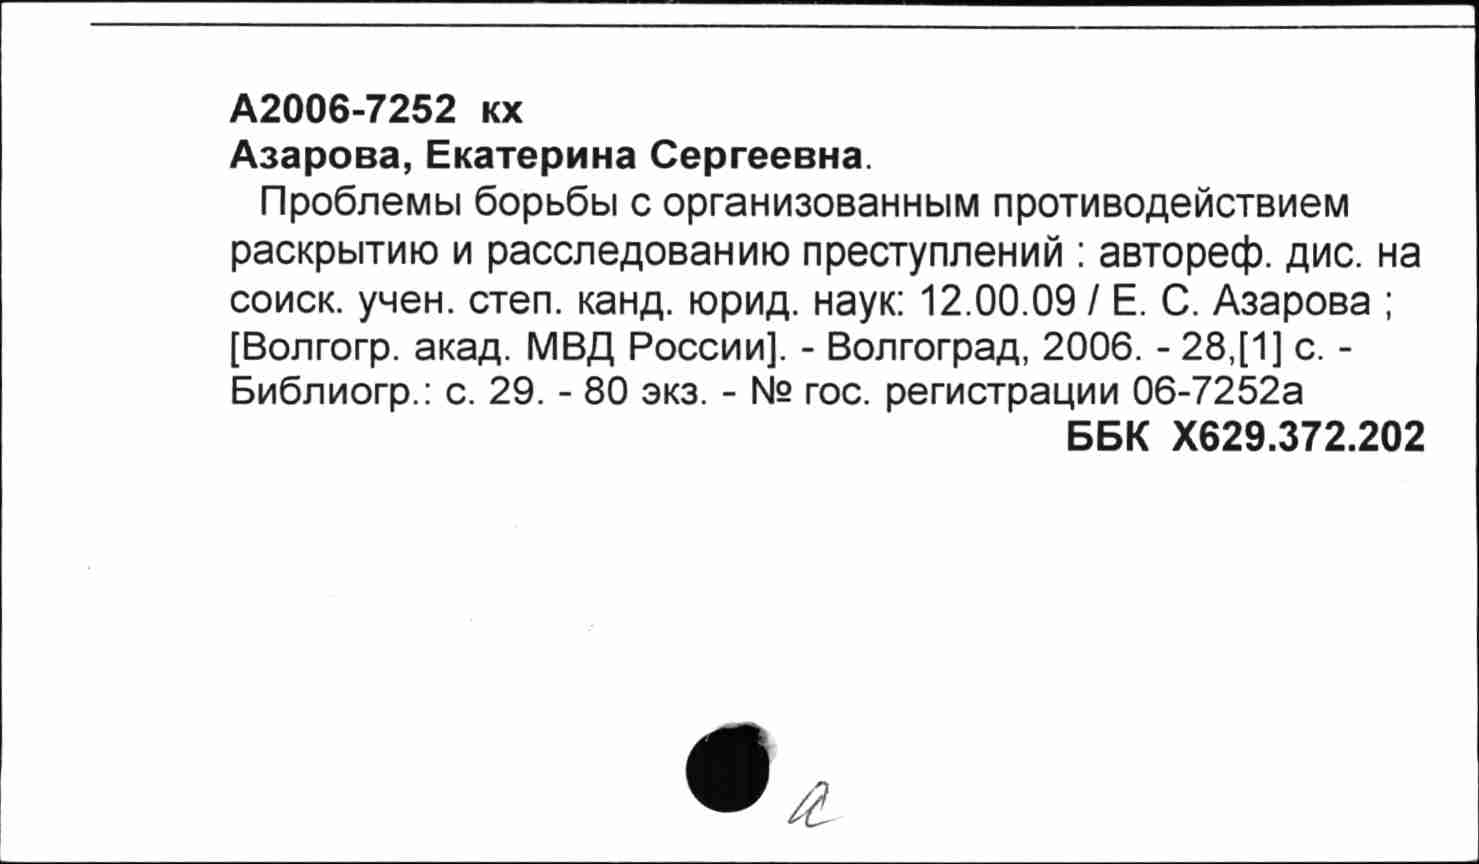 А2006-7252 кх
Азарова, Екатерина Сергеевна.
Проблемы борьбы с организованным противодействием
раскрытию и расследованию преступлений : автореф. дис. на
соиск. учен. степ. канд. юрид. наук: 12.00.09 / Е. С. Азарова ;
[Волгогр. акад. МВД России]. - Волгоград, 2006. - 28,[1] с. -
Библиогр.: с. 29. - 80 экз. - № гос. регистрации 06-7252а
ББК Х629.372.202
а